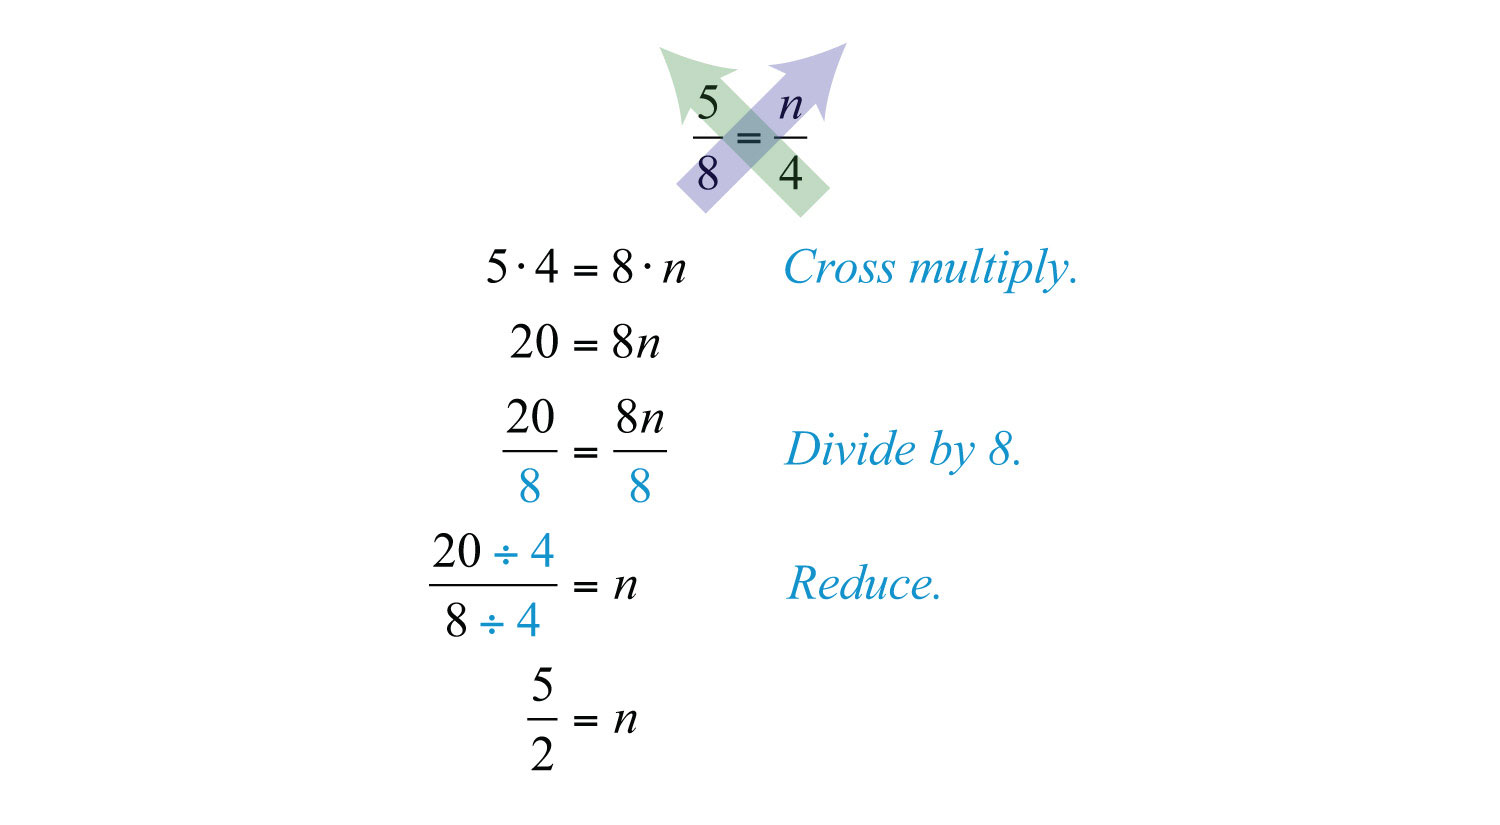 5/8 = n/4
5 · 4 = 8 · n Cross multiply.
20 = 8n
20/8 = 8n/8 Divide by 8.
20 ÷ 4/8 ÷ 4 = n Reduce.
5/2 = n